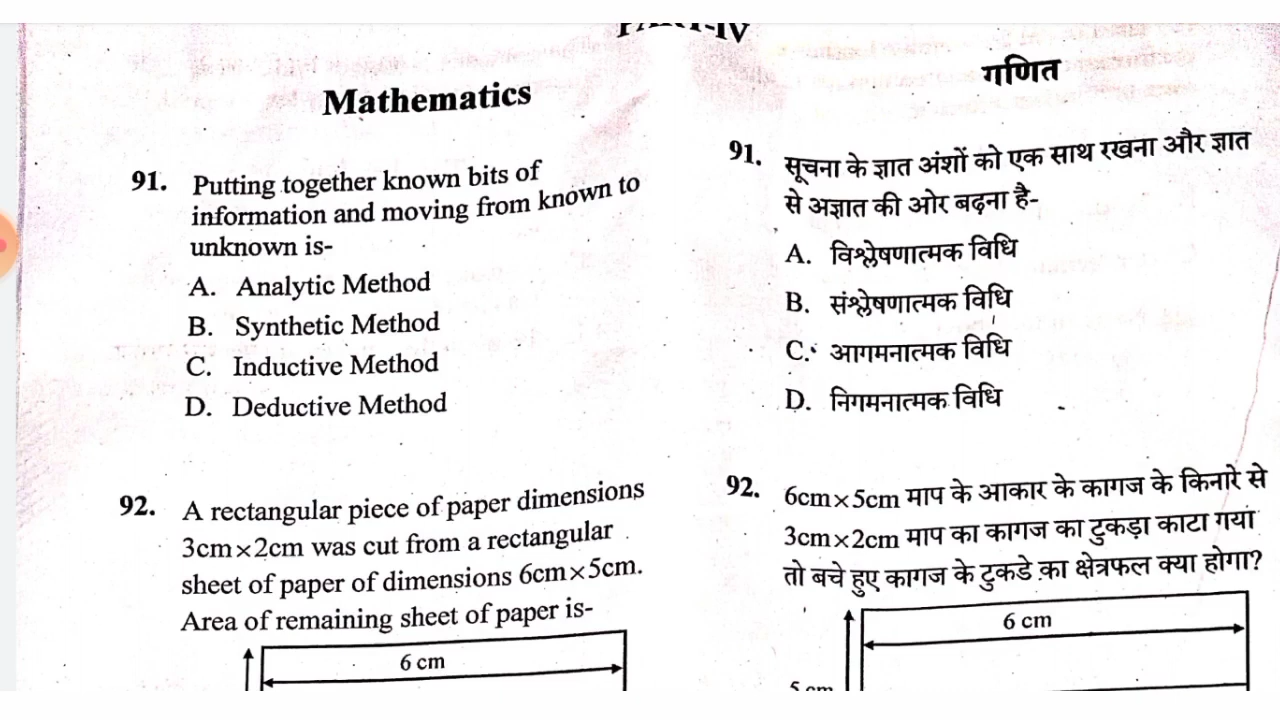 Mathematics
91. Putting together known bits of
information and moving from known to
unknown is-
A. Analytic Method
B. Synthetic Method
C. Inductive Method
D. Deductive Method
92. A rectangular piece of paper dimensions
3cm×2cm was cut from a rectangular
sheet of paper of dimensions 6cm×5cm.
Area of remaining sheet of paper is-
6 cm
गणित
91. सूचना के ज्ञात अंशों को एक साथ रखना और ज्ञात
से अज्ञात की ओर बढ़ना है-
A. विश्लेषणात्मक विधि
B. संश्लेषणात्मक विधि
C. आगमनात्मक विधि
D. निगमनात्मक विधि
92. 6cm×5cm माप के आकार के कागज के किनारे से
3cm×2cm माप का कागज का टुकड़ा काटा गया
तो बचे हुए कागज के टुकडे का क्षेत्रफल क्या होगा?
6 cm